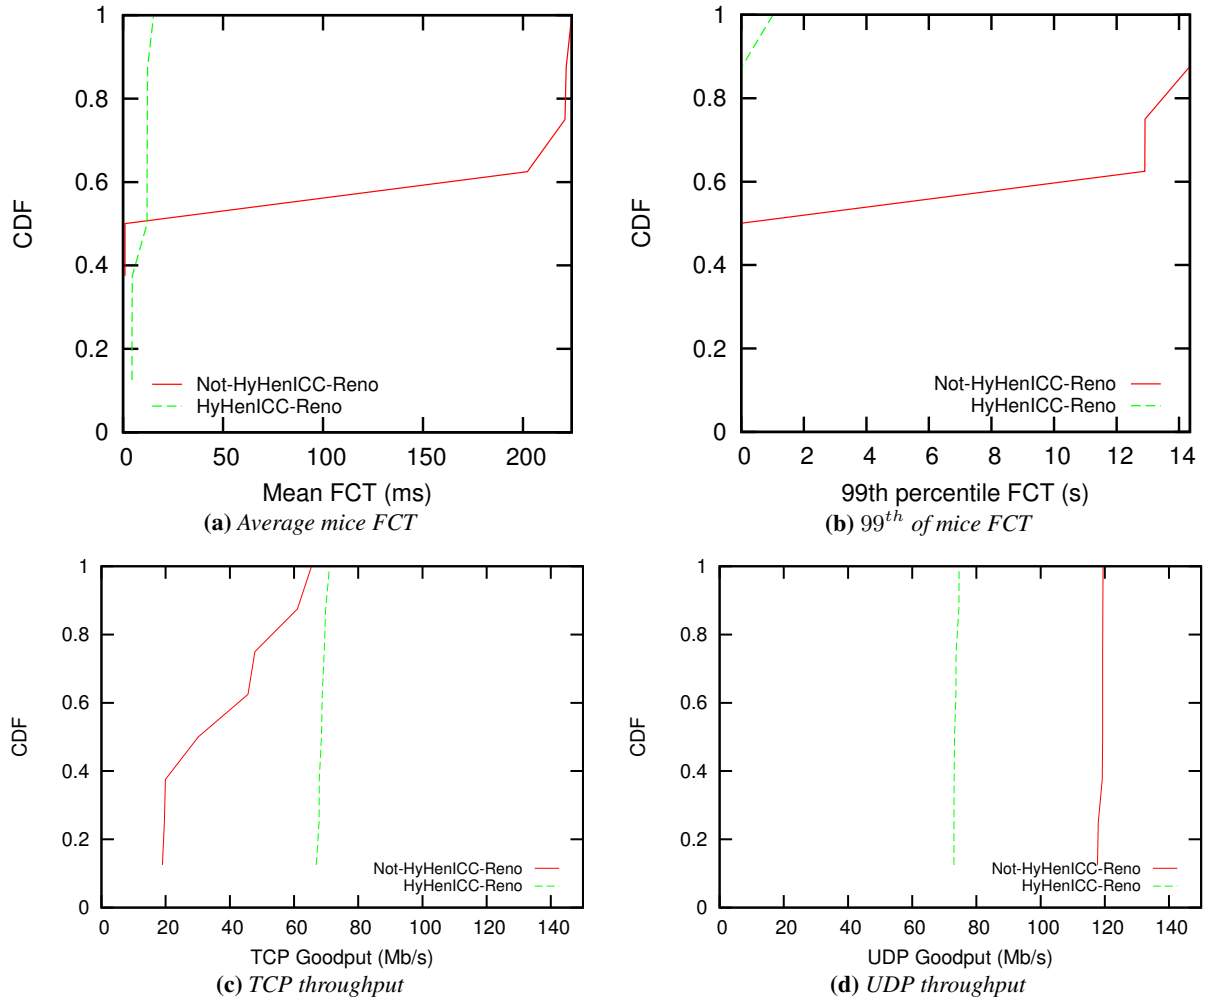 1
0.8
0.6
0.4
0.2
0
CDF
Not-HyHenICC-Reno
HyHenICC-Reno
0 50 100 150 200
Mean FCT (ms)
(a) Average mice FCT
1
0.8
0.6
0.4
0.2
0
CDF
Not-HyHenICC-Reno
HyHenICC-Reno
0 2 4 6 8 10 12 14
99th percentile FCT (s)
(b) 99th of mice FCT
1
0.8
0.6
0.4
0.2
0
CDF
Not-HyHenICC-Reno
HyHenICC-Reno
0 20 40 60 80 100 120 140
TCP Goodput (Mb/s)
(c) TCP throughput
1
0.8
0.6
0.4
0.2
0
CDF
Not-HyHenICC-Reno
HyHenICC-Reno
0 20 40 60 80 100 120 140
UDP Goodput (Mb/s)
(d) UDP throughput